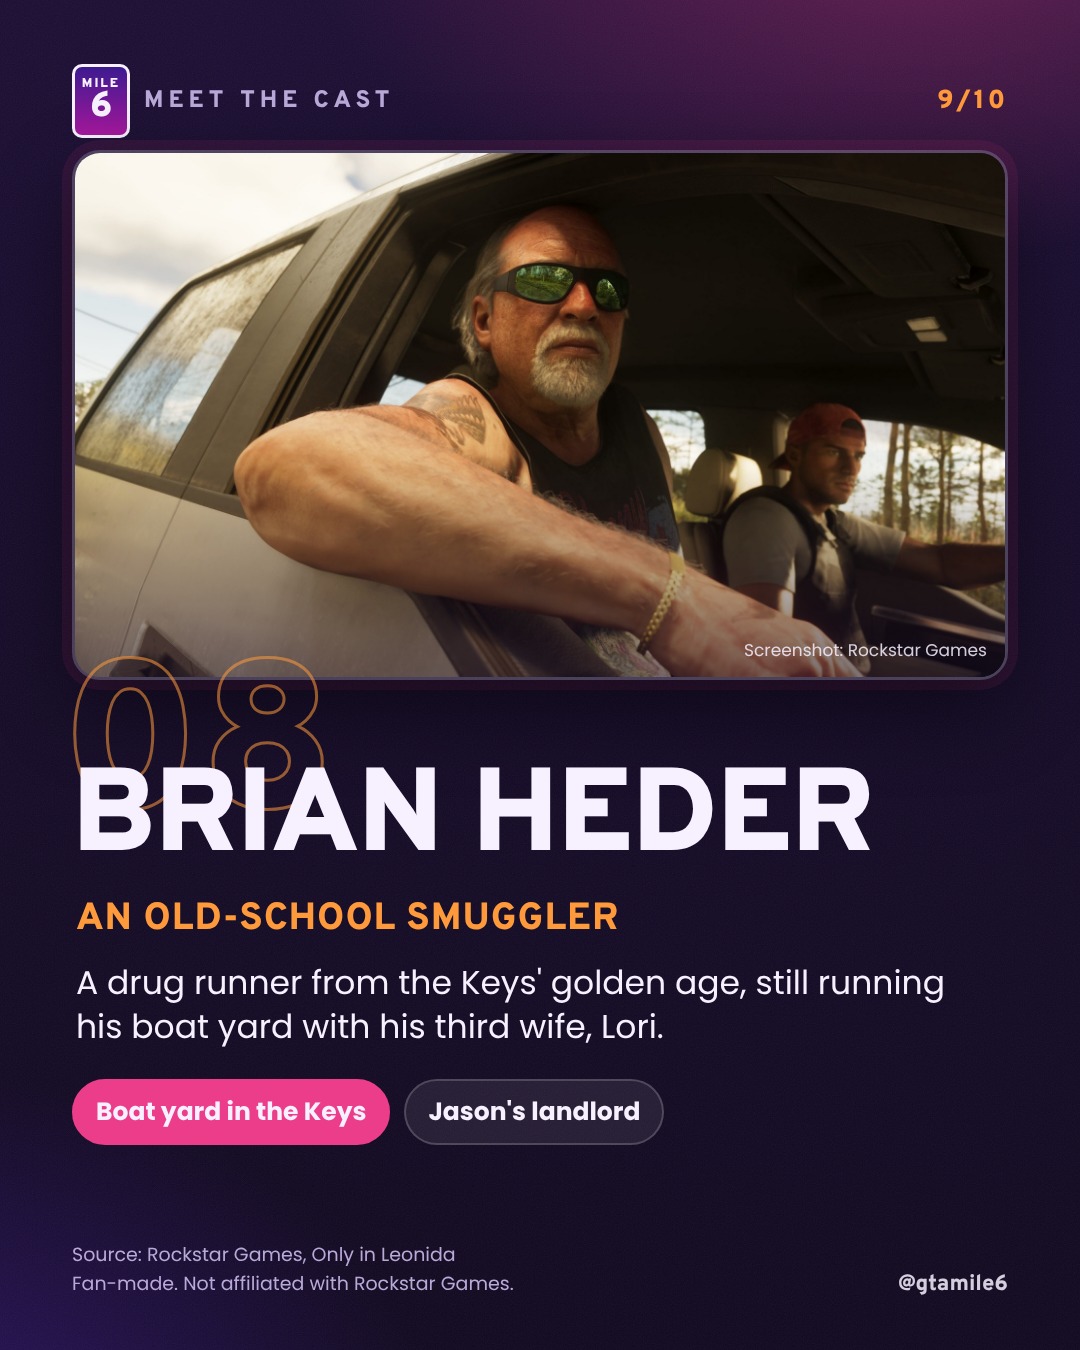 MILE
6
MEET THE CAST
9/10
Screenshot: Rockstar Games
08
BRIAN HEDER
AN OLD-SCHOOL SMUGGLER
A drug runner from the Keys' golden age, still running
his boat yard with his third wife, Lori.
Boat yard in the Keys
Jason's landlord
Source: Rockstar Games, Only in Leonida
Fan-made. Not affiliated with Rockstar Games.
@gtamile6